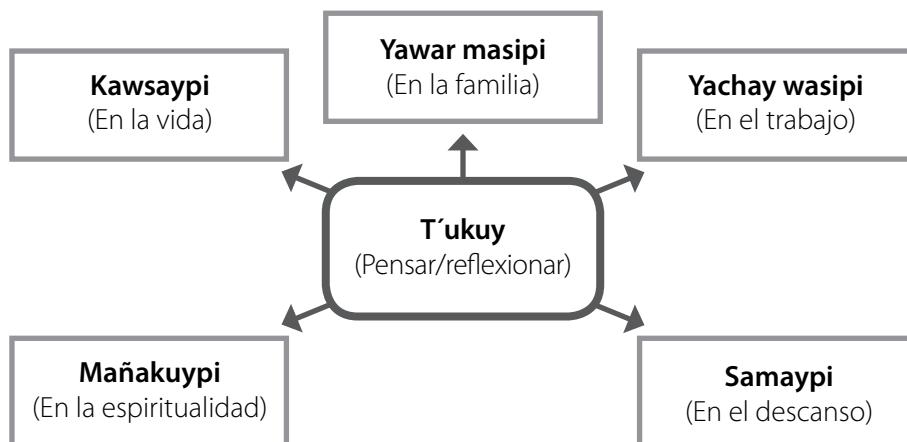 Yawar masipi
(En la familia)
Kawsaypi
(En la vida)
Yachay wasipi
(En el trabajo)
T´ukuy
(Pensar/reflexionar)
Mañakuypi
(En la espiritualidad)
Samaypi
(En el descanso)